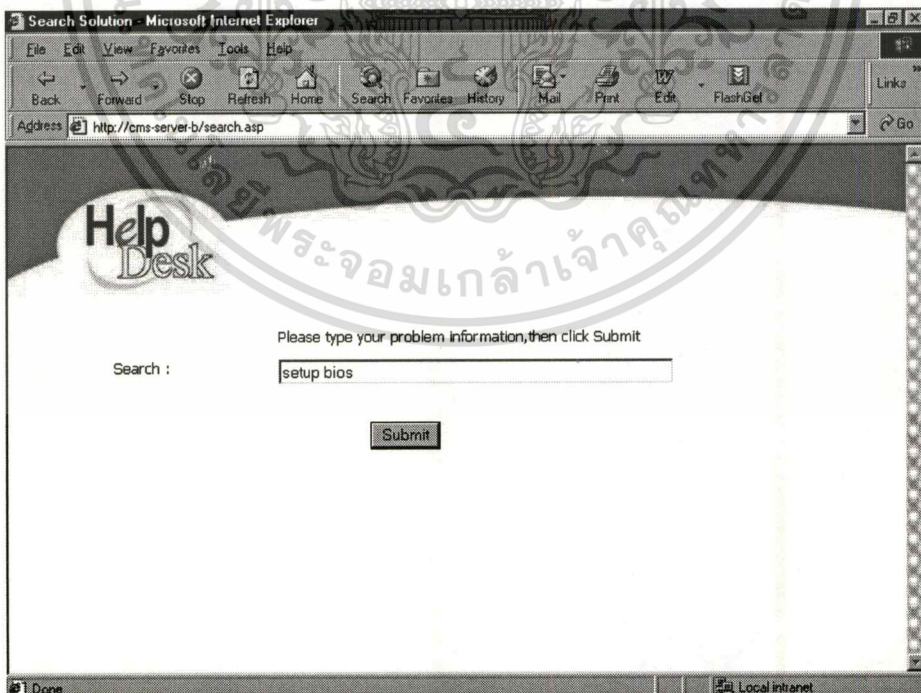 Search Solution - Microsoft Internet Explorer
File Edit View Favorites Tools Help
Back Forward Stop Refresh Home Search Favorites History Mail Print Edit FlashGet Links
Address http://cms-server-b/search.asp Go
Help
Desk
พระจอมเกล้าเจ้าคุณทหาร
Please type your problem information,then click Submit
Search :
setup bios
Submit
Done
Local intranet